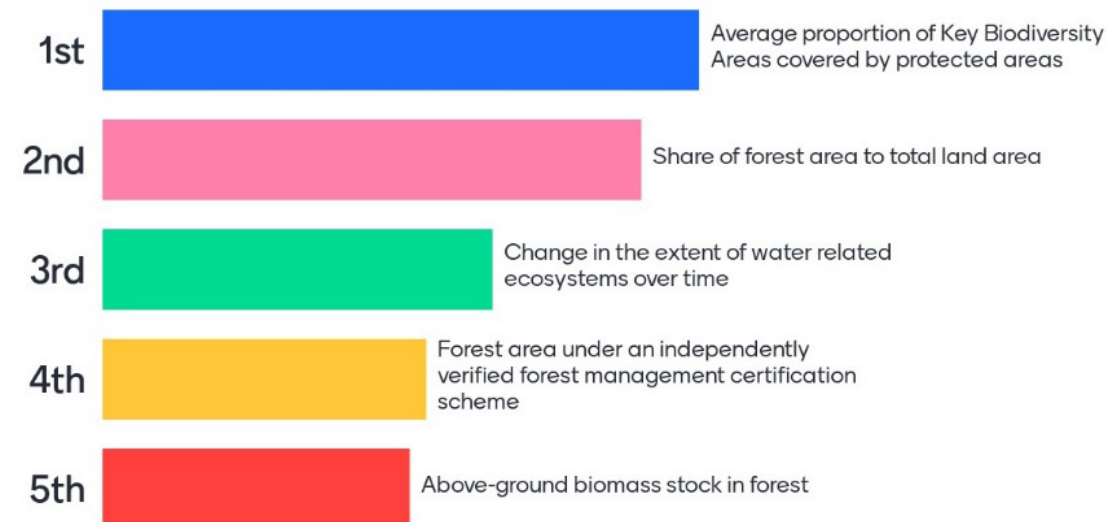 1st
Average proportion of Key Biodiversity
Areas covered by protected areas
2nd
Share of forest area to total land area
3rd
Change in the extent of water related
ecosystems over time
4th
Forest area under an independently
verified forest management certification
scheme
5th
Above-ground biomass stock in forest